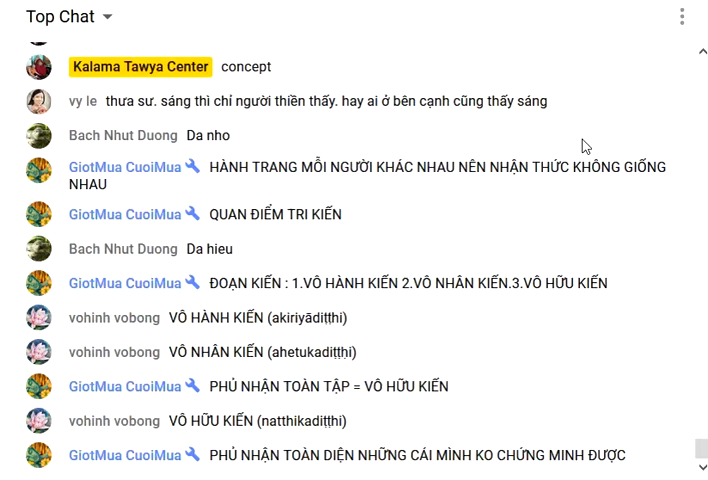 Top Chat
Kalama Tawya Center concept
vy le thưa sư. sáng thì chỉ người thiền thấy. hay ai ở bên cạnh cũng thấy sáng
Bach Nhut Duong Da nho
GiotMua CuoiMua HÀNH TRANG MỖI NGƯỜI KHÁC NHAU NÊN NHẬN THỨC KHÔNG GIỐNG
NHAU
GiotMua CuoiMua QUAN ĐIỂM TRI KIẾN
Bach Nhut Duong Da hieu
GiotMua CuoiMua ĐOẠN KIẾN : 1.VÔ HÀNH KIẾN 2.VÔ NHÂN KIẾN.3.VÔ HỮU KIẾN
vohinh vobong VÔ HÀNH KIẾN (akiriyādiṭṭhi)
vohinh vobong VÔ NHÂN KIẾN (ahetukadiṭṭhi)
GiotMua CuoiMua PHỦ NHẬN TOÀN TẬP = VÔ HỮU KIẾN
vohinh vobong VÔ HỮU KIẾN (natthikadiṭṭhi)
GiotMua CuoiMua PHỦ NHẬN TOÀN DIỆN NHỮNG CÁI MÌNH KO CHỨNG MINH ĐƯỢC